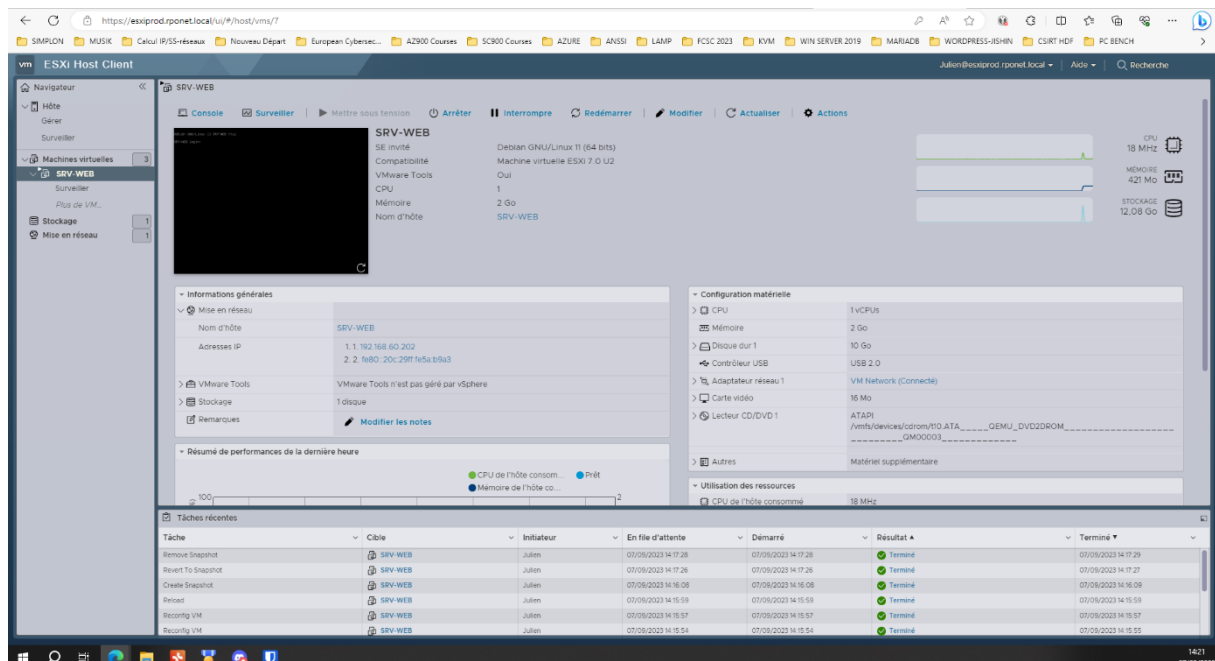 https://esxiprod.rponet.local/ui/#/host/vms/7
SIMPLON MUSIK Calcul IP/SS-réseaux Nouveau Départ European Cybersec... AZ900 Courses SC900 Courses AZURE ANSSI LAMP FCSC 2023 KVM WIN SERVER 2019 MARIADB WORDPRESS-JISHIN CSIRT HDF PC BENCH
vm ESXi Host Client Julien@esxiprod.rponet.local Aide Recherche
Navigateur
Hôte
Gérer
Surveiller
Machines virtuelles 3
SRV-WEB
Surveiller
Plus de VM...
Stockage 1
Mise en réseau 1
SRV-WEB
Console Surveiller Mettre sous tension Arrêter Interrompre Redémarrer Modifier Actualiser Actions
SRV-WEB
SE invité Debian GNU/Linux 11 (64 bits)
Compatibilité Machine virtuelle ESXi 7.0 U2
VMware Tools Oui
CPU 1
Mémoire 2 Go
Nom d'hôte SRV-WEB
CPU
18 MHz
MÉMOIRE
421 Mo
STOCKAGE
12,08 Go
Informations générales
Mise en réseau
Nom d'hôte SRV-WEB
Adresses IP 1. 1. 192.168.60.202
2. 2. fe80::20c:29ff:fe5a:b9a3
VMware Tools VMware Tools n'est pas géré par vSphere
Stockage 1 disque
Remarques Modifier les notes
Résumé de performances de la dernière heure
CPU de l'hôte consom... Prêt
Mémoire de l'hôte co...
100 2
Configuration matérielle
CPU 1 vCPUs
Mémoire 2 Go
Disque dur 1 10 Go
Contrôleur USB USB 2.0
Adaptateur réseau 1 VM Network (Connecté)
Carte vidéo 16 Mo
Lecteur CD/DVD 1 ATAPI
/vmfs/devices/cdrom/t10.ATA_____QEMU_DVD2DROM____________________
__________QM00003_____________
Autres Matériel supplémentaire
Utilisation des ressources
CPU de l'hôte consommé 18 MHz
Tâches récentes
Tâche Cible Initiateur En file d'attente Démarré Résultat Terminé
Remove Snapshot SRV-WEB Julien 07/09/2023 14:17:28 07/09/2023 14:17:28 Terminé 07/09/2023 14:17:29
Revert To Snapshot SRV-WEB Julien 07/09/2023 14:17:26 07/09/2023 14:17:26 Terminé 07/09/2023 14:17:27
Create Snapshot SRV-WEB Julien 07/09/2023 14:16:08 07/09/2023 14:16:08 Terminé 07/09/2023 14:16:09
Reload SRV-WEB Julien 07/09/2023 14:15:59 07/09/2023 14:15:59 Terminé 07/09/2023 14:15:59
Reconfig VM SRV-WEB Julien 07/09/2023 14:15:57 07/09/2023 14:15:57 Terminé 07/09/2023 14:15:57
Reconfig VM SRV-WEB Julien 07/09/2023 14:15:54 07/09/2023 14:15:54 Terminé 07/09/2023 14:15:55
14:21